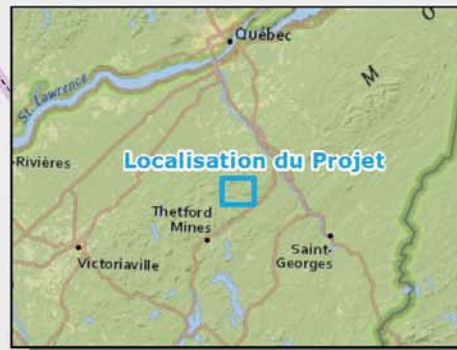 Québec
M
O
St. Lawrence
-Rivières
Localisation du Projet
Thetford
Mines
Saint-
Georges
Victoriaville